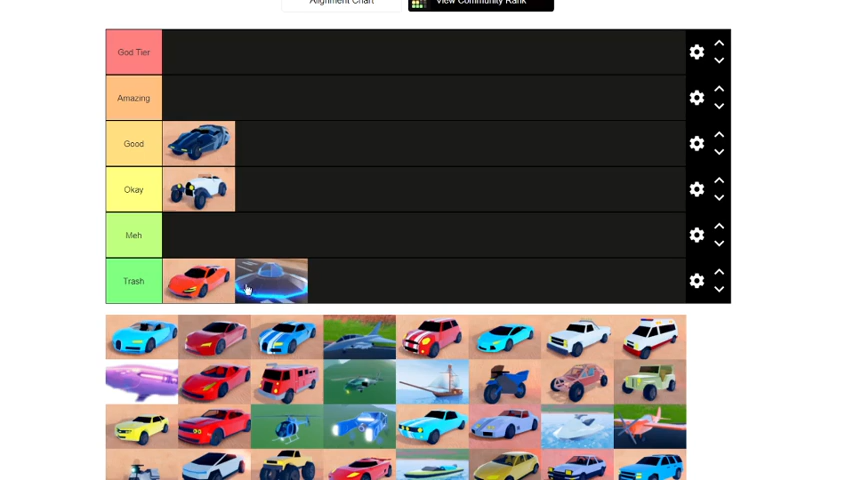 Alignment Chart
View Community Rank
God Tier
Amazing
Good
Okay
Meh
Trash